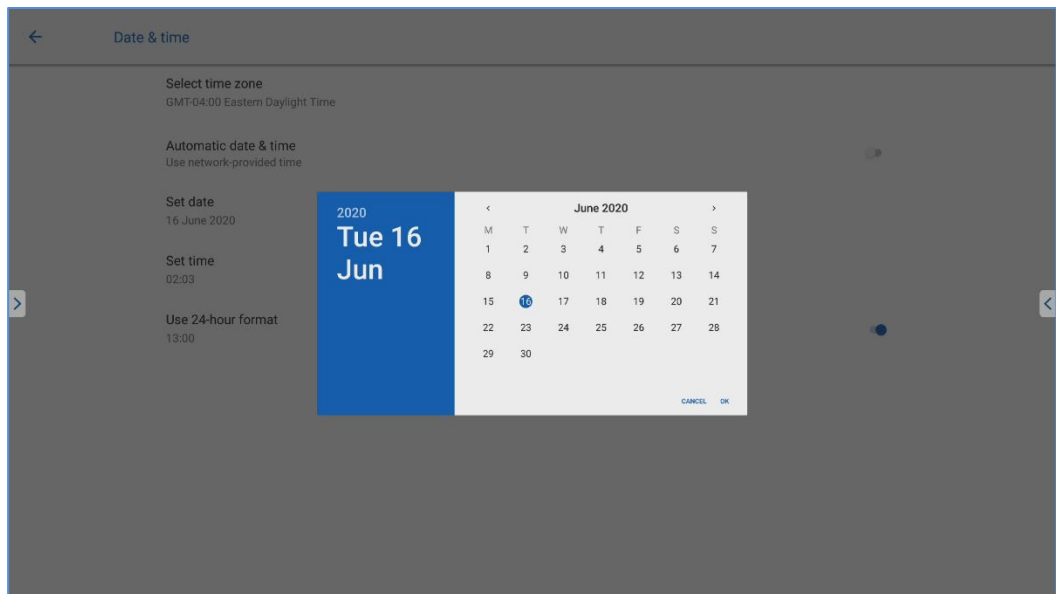 Date & time
Select time zone
GMT-04:00 Eastern Daylight Time
Automatic date & time
Use network-provided time
Set date
16 June 2020
Set time
02:03
Use 24-hour format
13:00
2020
Tue 16
Jun
June 2020
M T W T F S S
1 2 3 4 5 6 7
8 9 10 11 12 13 14
15 16 17 18 19 20 21
22 23 24 25 26 27 28
29 30
CANCEL OK